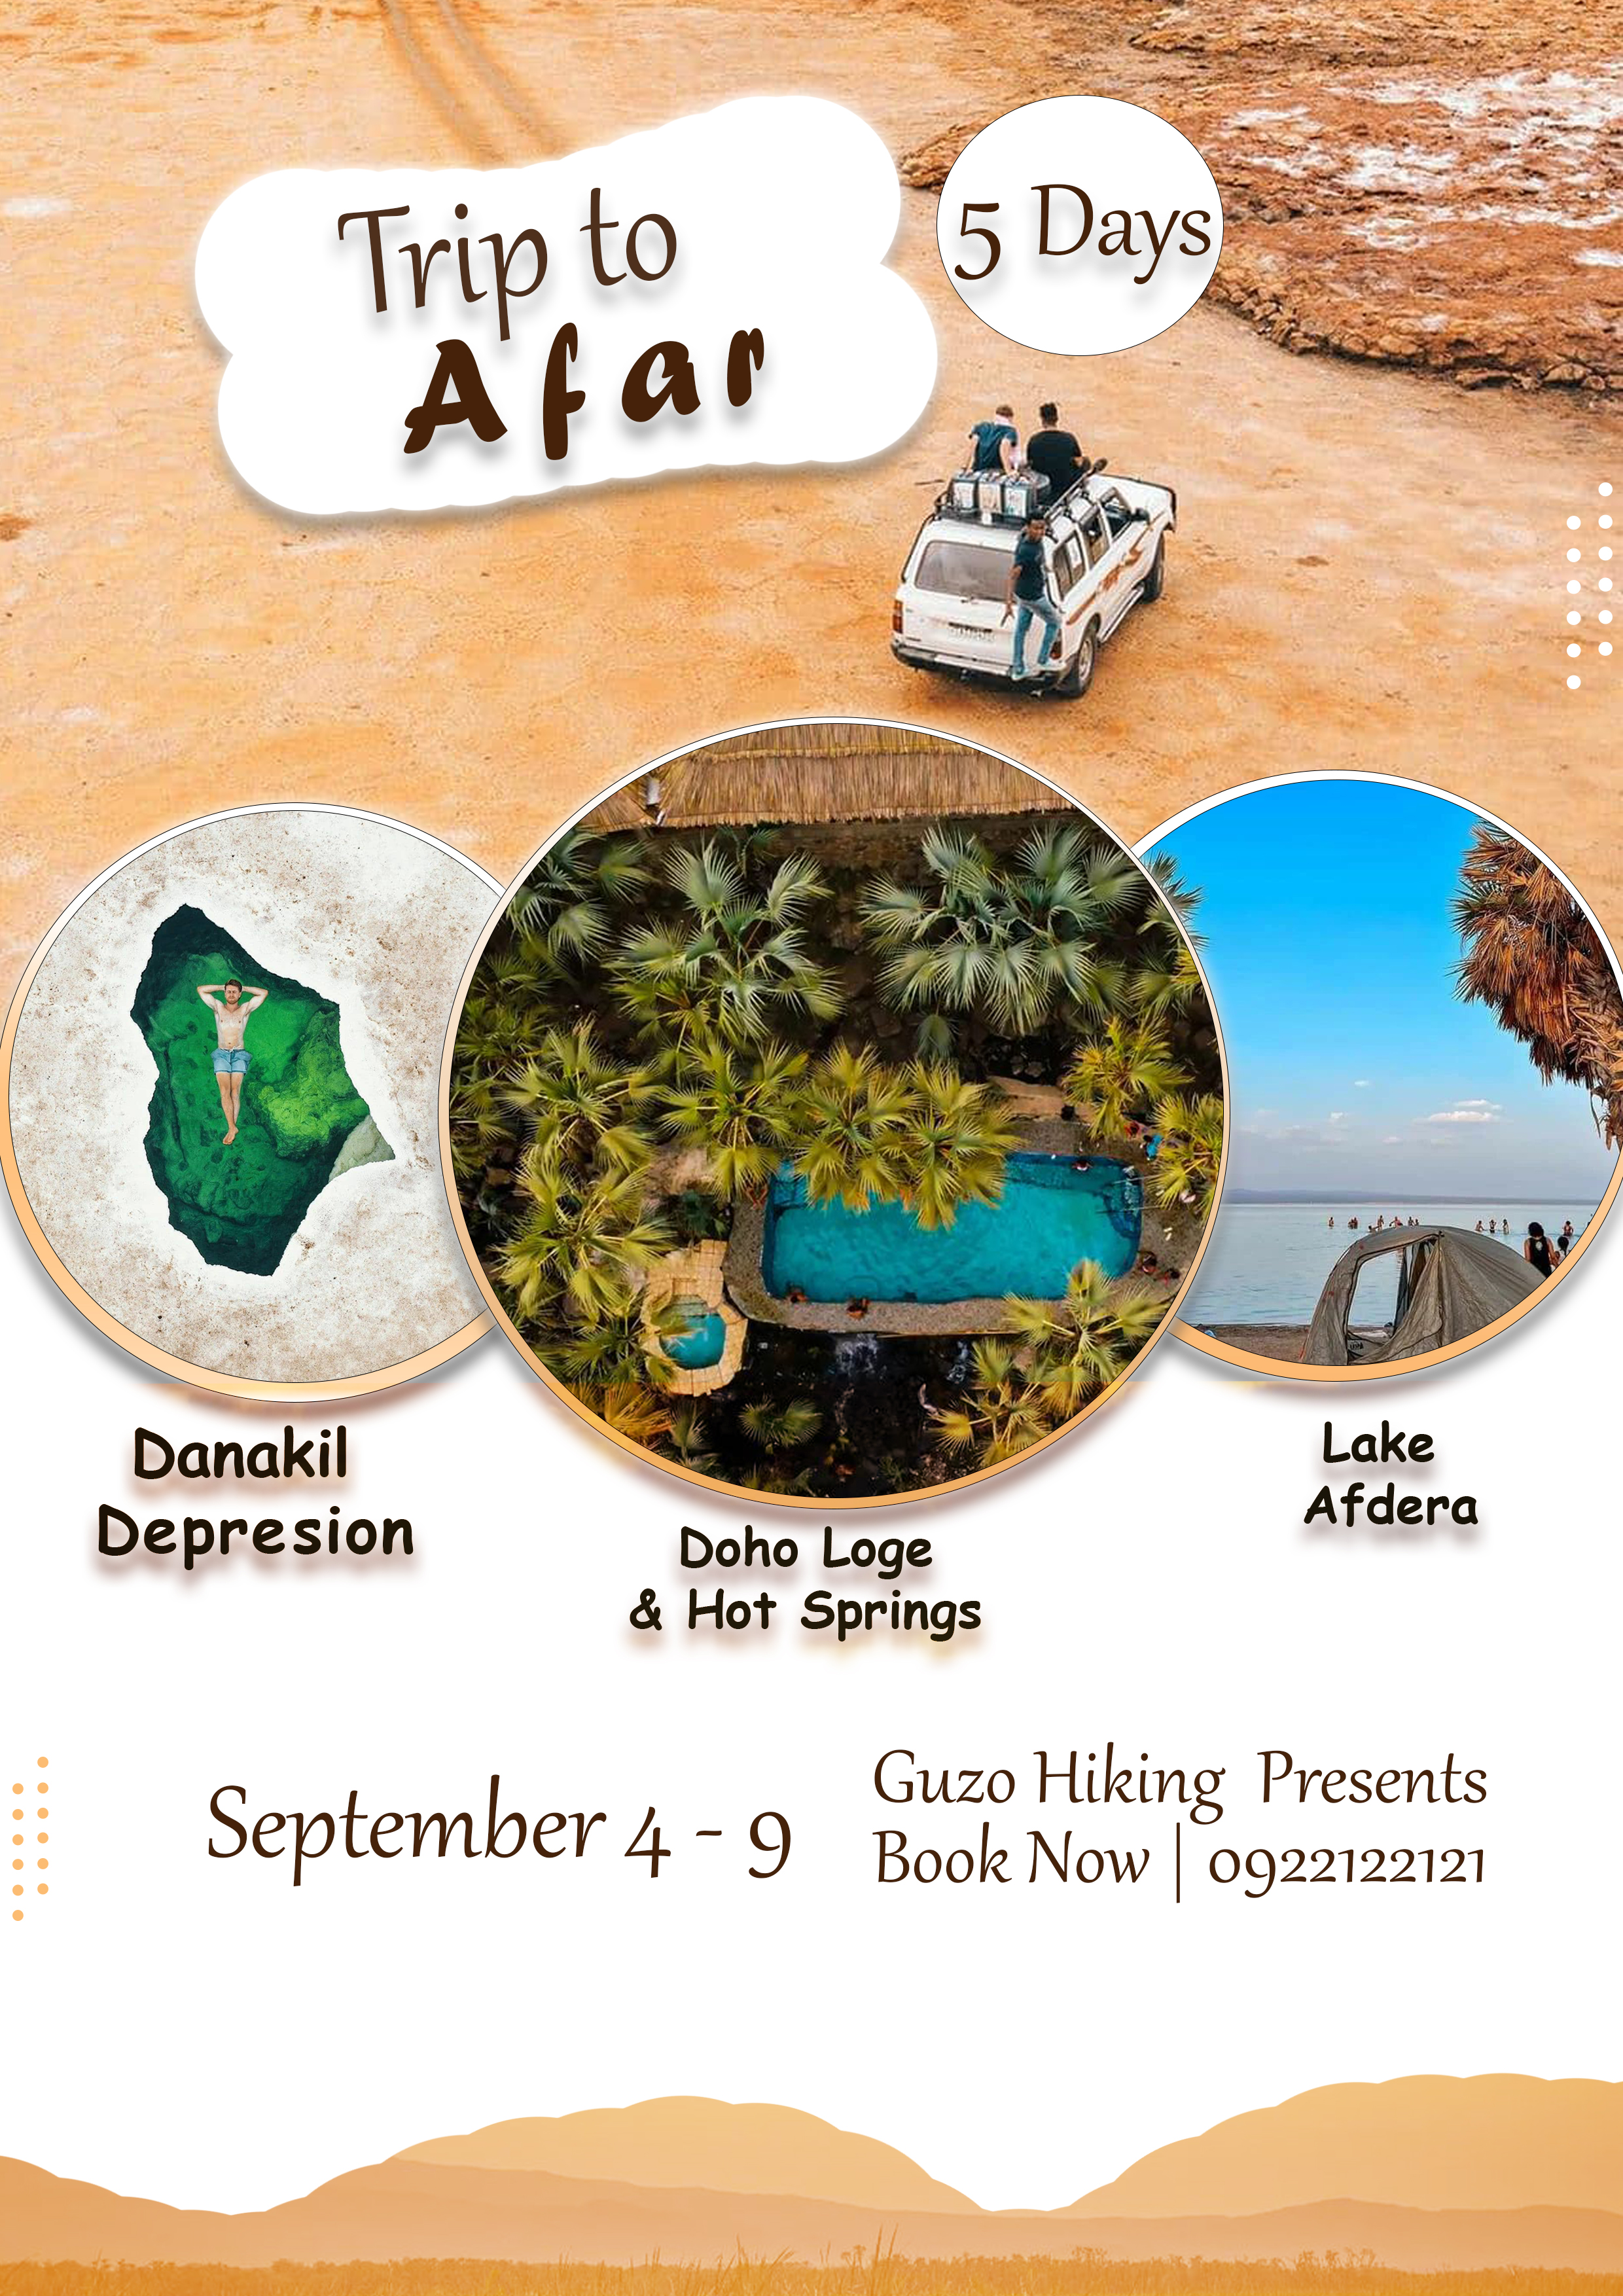 Trip to
Afar
5 Days
Danakil
Depresion
Doho Loge
& Hot Springs
Lake
Afdera
September 4 - 9
Guzo Hiking Presents
Book Now | 0922122121